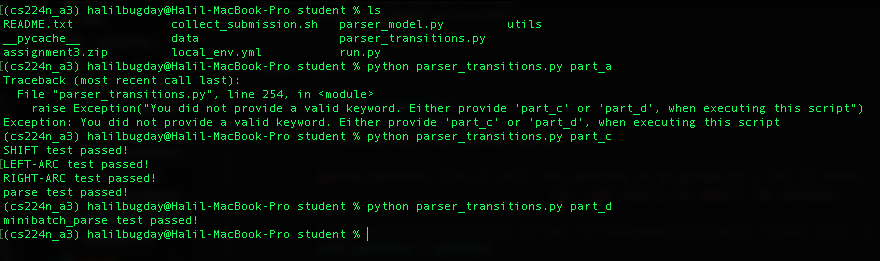 [(cs224n_a3) halilbugday@Halil-MacBook-Pro student % ls
README.txt collect_submission.sh parser_model.py utils
__pycache__ data parser_transitions.py
assignment3.zip local_env.yml run.py
[(cs224n_a3) halilbugday@Halil-MacBook-Pro student % python parser_transitions.py part_a
Traceback (most recent call last):
File "parser_transitions.py", line 254, in <module>
raise Exception("You did not provide a valid keyword. Either provide 'part_c' or 'part_d', when executing this script")
Exception: You did not provide a valid keyword. Either provide 'part_c' or 'part_d', when executing this script
(cs224n_a3) halilbugday@Halil-MacBook-Pro student % python parser_transitions.py part_c
SHIFT test passed!
[LEFT-ARC test passed!
RIGHT-ARC test passed!
parse test passed!
(cs224n_a3) halilbugday@Halil-MacBook-Pro student % python parser_transitions.py part_d
minibatch_parse test passed!
[(cs224n_a3) halilbugday@Halil-MacBook-Pro student %